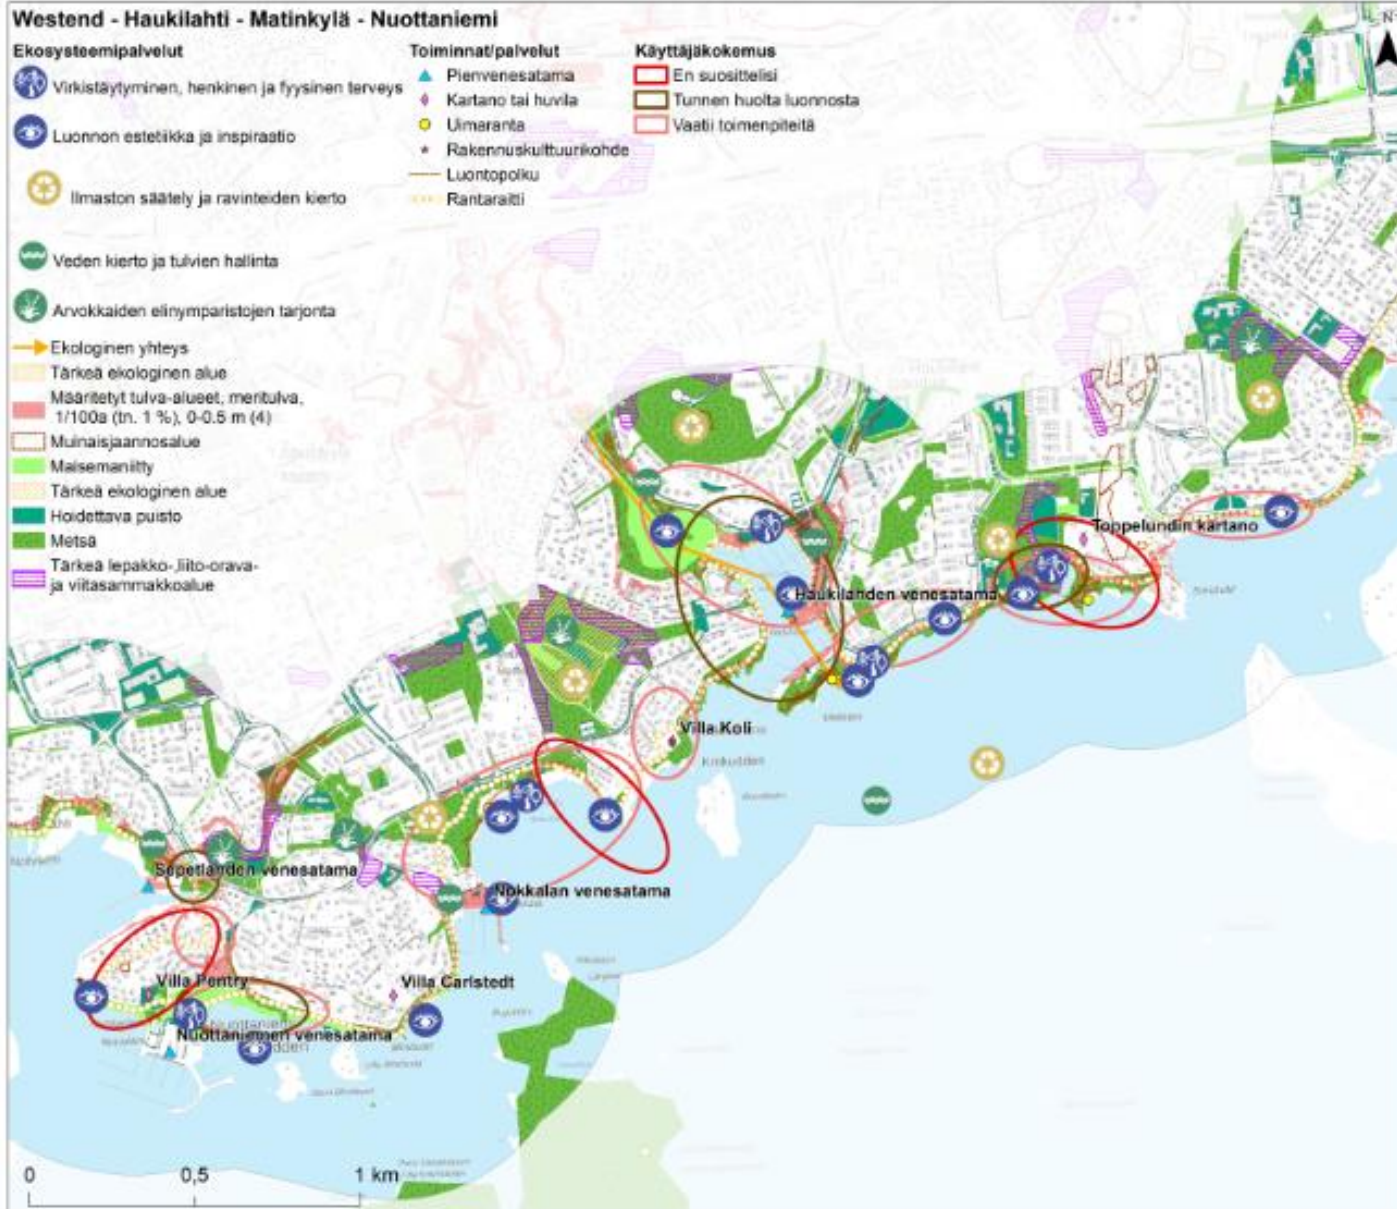 Westend - Haukilahti - Matinkylä - Nuottaniemi
Ekosysteemipalvelut
Virkistäytyminen, henkinen ja fyysinen terveys
Luonnon estetiikka ja inspiraatio
Ilmaston säätely ja ravinteiden kierto
Veden kierto ja tulvien hallinta
Arvokkaiden elinympäristojen tarjonta
Ekologinen yhteys
Tärkeä ekologinen alue
Määritetyt tulva-alueet, meritulva,
1/100a (tn. 1 %), 0-0.5 m (4)
Muinaisjaannosalue
Maisemaniitty
Tärkeä ekologinen alue
Hoidettava puisto
Metsä
Tärkeä lepakko-,liito-orava-
ja viitasammakkoalue
Toiminnat/palvelut
Pienvenesatama
Kartano tai huvila
Uimaranta
Rakennuskulttuurikohde
Luontopolku
Rantaraitti
Käyttäjäkokemus
En suosittelisi
Tunnen huolta luonnosta
Vaatii toimenpiteitä
N
Toppelundin kartano
Haukilahden venesatama
Villa Koli
Sepetlahden venesatama
Nokkalan venesatama
Villa Pentry
Villa Carlstedt
Nuottaniemen venesatama
0 0,5 1 km